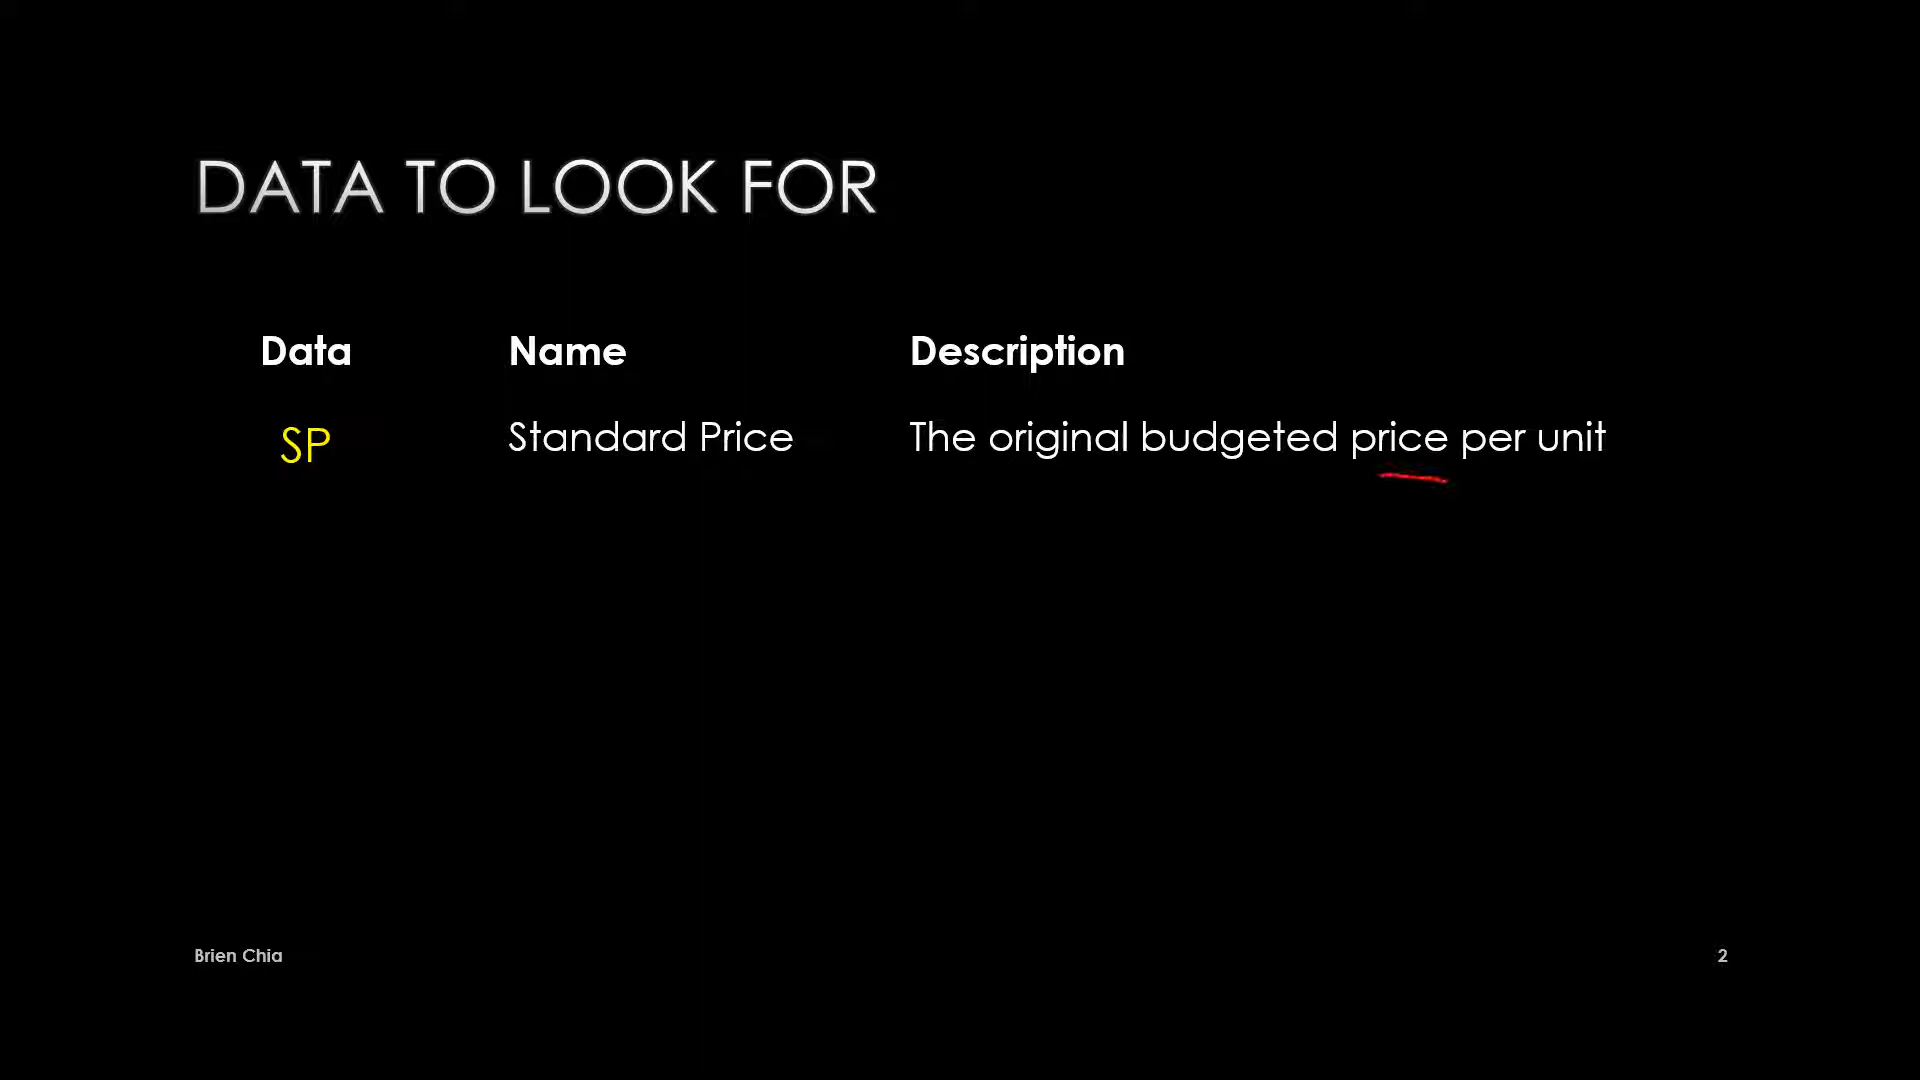 DATA TO LOOK FOR
Data Name Description
SP Standard Price The original budgeted price per unit
Brien Chia 2